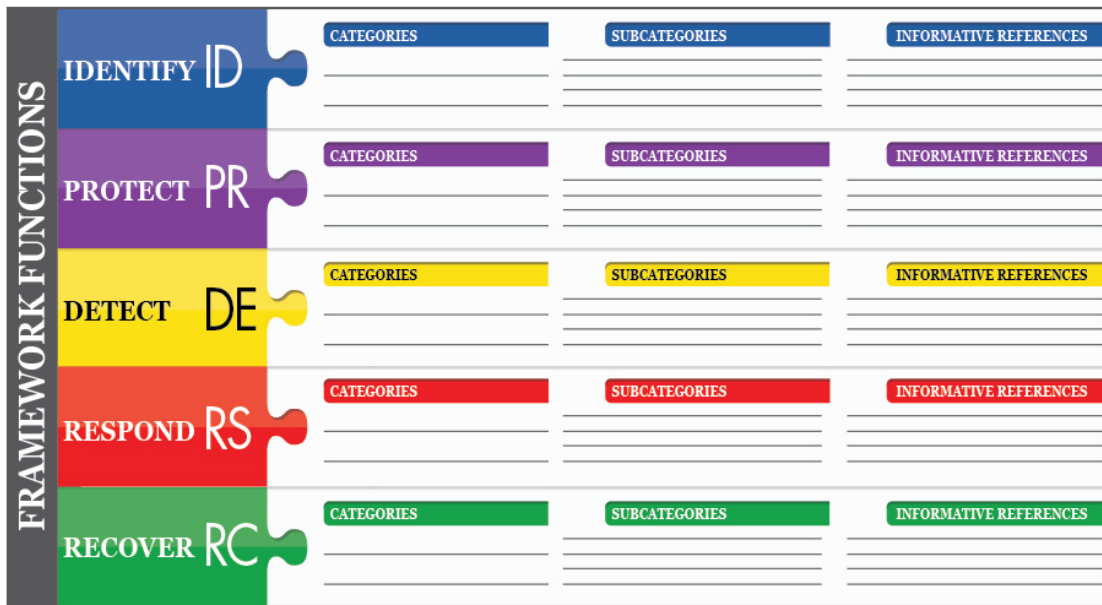 FRAMEWORK FUNCTIONS
IDENTIFY ID
CATEGORIES SUBCATEGORIES INFORMATIVE REFERENCES
PROTECT PR
CATEGORIES SUBCATEGORIES INFORMATIVE REFERENCES
DETECT DE
CATEGORIES SUBCATEGORIES INFORMATIVE REFERENCES
RESPOND RS
CATEGORIES SUBCATEGORIES INFORMATIVE REFERENCES
RECOVER RC
CATEGORIES SUBCATEGORIES INFORMATIVE REFERENCES